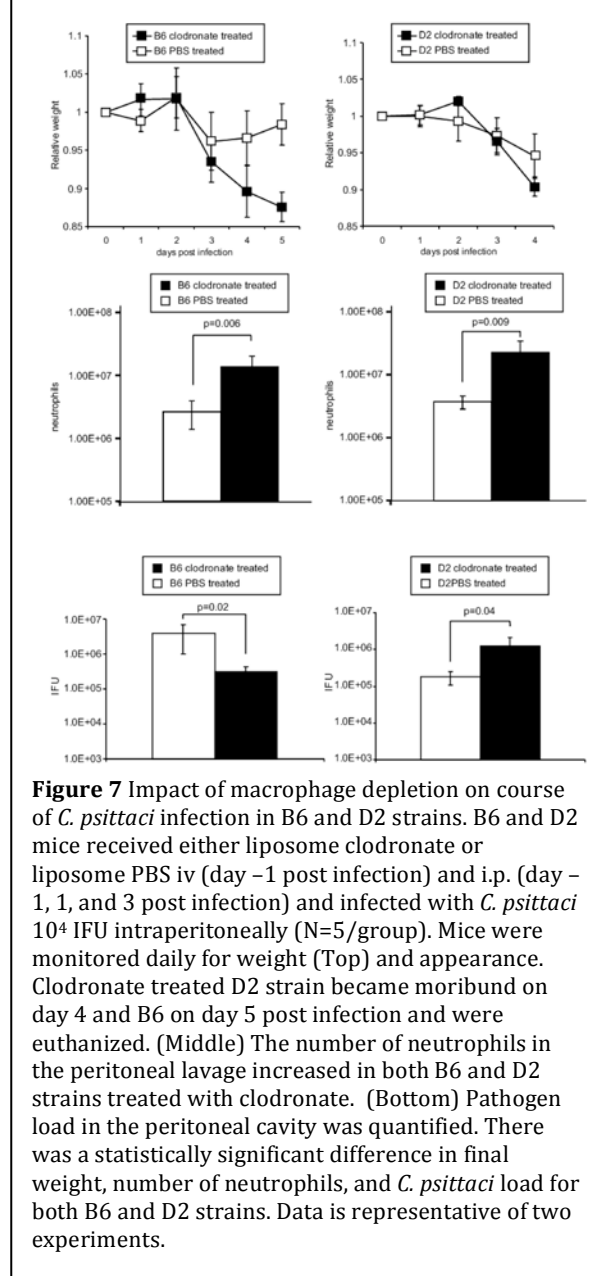 B6 clodronate treated
B6 PBS treated
D2 clodronate treated
D2 PBS treated
1.1
1.05
1
0.95
0.9
0.85
Relative weight
0 1 2 3 4 5
days post infection
1.1
1.05
1
0.95
0.9
0.85
Relative weight
0 1 2 3 4
days post infection
B6 clodronate treated
B6 PBS treated
D2 clodronate treated
D2 PBS treated
1.00E+08
1.00E+07
1.00E+06
1.00E+05
neutrophils
p=0.006
1.00E+08
1.00E+07
1.00E+06
1.00E+05
neutrophils
p=0.009
B6 clodronate treated
B6 PBS treated
D2 clodronate treated
D2PBS treated
1.0E+07
1.0E+06
1.0E+05
1.0E+04
1.0E+03
IFU
p=0.02
1.0E+07
1.0E+06
1.0E+05
1.0E+04
1.0E+03
IFU
p=0.04
Figure 7 Impact of macrophage depletion on course
of C. psittaci infection in B6 and D2 strains. B6 and D2
mice received either liposome clodronate or
liposome PBS iv (day –1 post infection) and i.p. (day –
1, 1, and 3 post infection) and infected with C. psittaci
10⁴ IFU intraperitoneally (N=5/group). Mice were
monitored daily for weight (Top) and appearance.
Clodronate treated D2 strain became moribund on
day 4 and B6 on day 5 post infection and were
euthanized. (Middle) The number of neutrophils in
the peritoneal lavage increased in both B6 and D2
strains treated with clodronate. (Bottom) Pathogen
load in the peritoneal cavity was quantified. There
was a statistically significant difference in final
weight, number of neutrophils, and C. psittaci load for
both B6 and D2 strains. Data is representative of two
experiments.